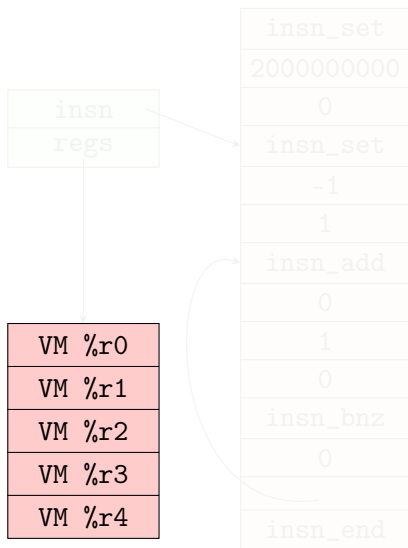 insn_set
2000000000
0
insn_set
-1
1
insn_add
0
1
0
insn_bnz
0
insn_end
insn
regs
VM %r0
VM %r1
VM %r2
VM %r3
VM %r4